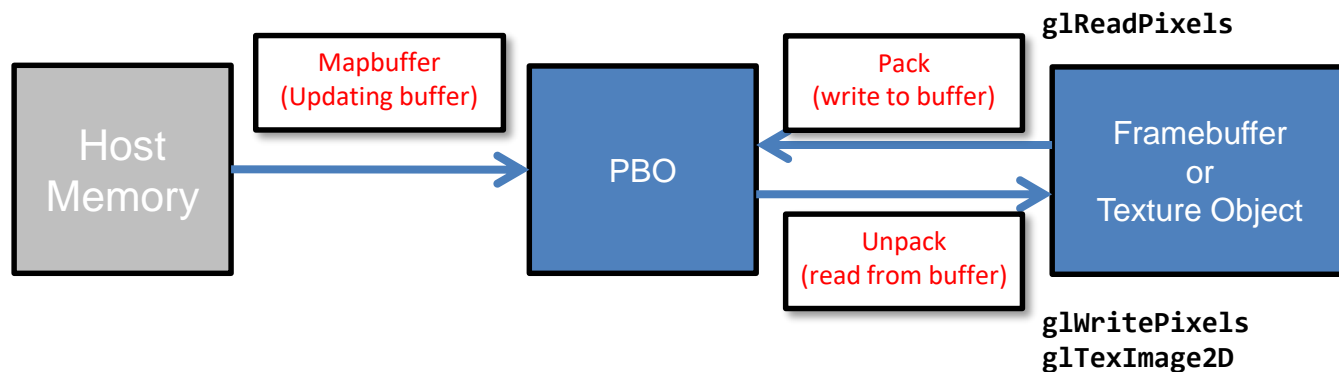 glReadPixels
Mapbuffer
(Updating buffer)
Pack
(write to buffer)
Host
Memory
PBO
Framebuffer
or
Texture Object
Unpack
(read from buffer)
glWritePixels
glTexImage2D